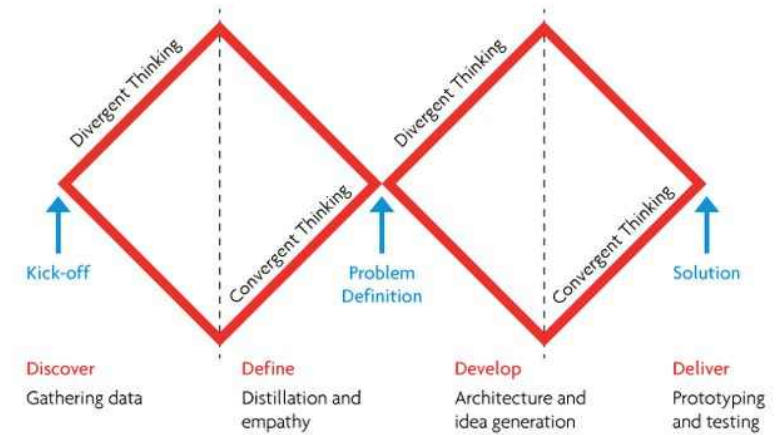 Divergent Thinking
Convergent Thinking
Divergent Thinking
Convergent Thinking
Kick-off
Problem
Definition
Solution
Discover
Gathering data
Define
Distillation and
empathy
Develop
Architecture and
idea generation
Deliver
Prototyping
and testing